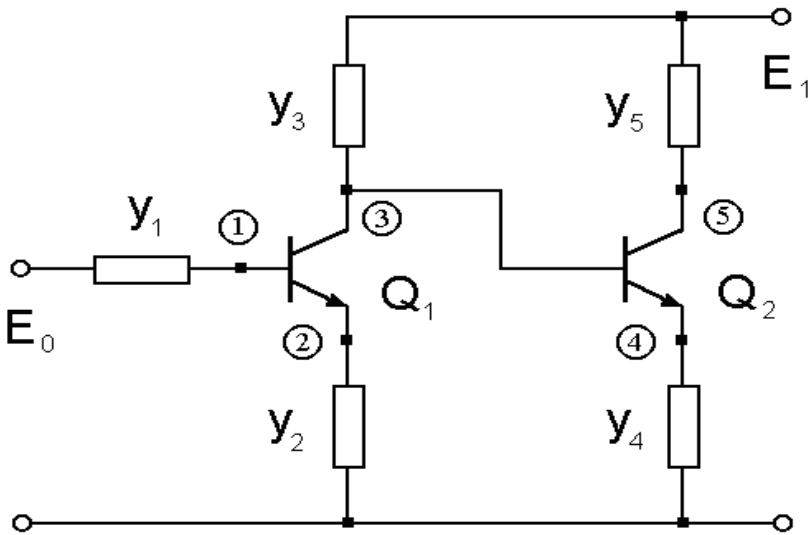 y₃
y₅
E₁
y₁
①
③
⑤
Q₁
Q₂
E₀
②
④
y₂
y₄